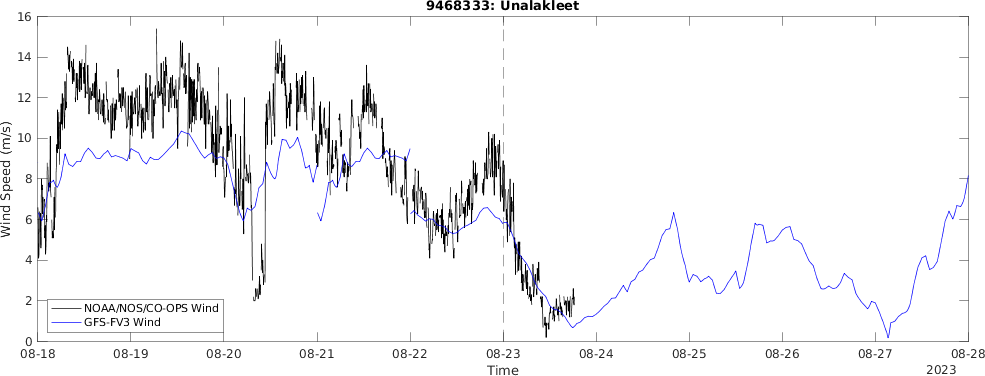 9468333: Unalakleet
Wind Speed (m/s)
16
14
12
10
8
6
4
2
0
NOAA/NOS/CO-OPS Wind
GFS-FV3 Wind
08-18 08-19 08-20 08-21 08-22 08-23 08-24 08-25 08-26 08-27 08-28
Time
2023